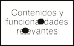 Contenidos y
funcionalidades
relevantes